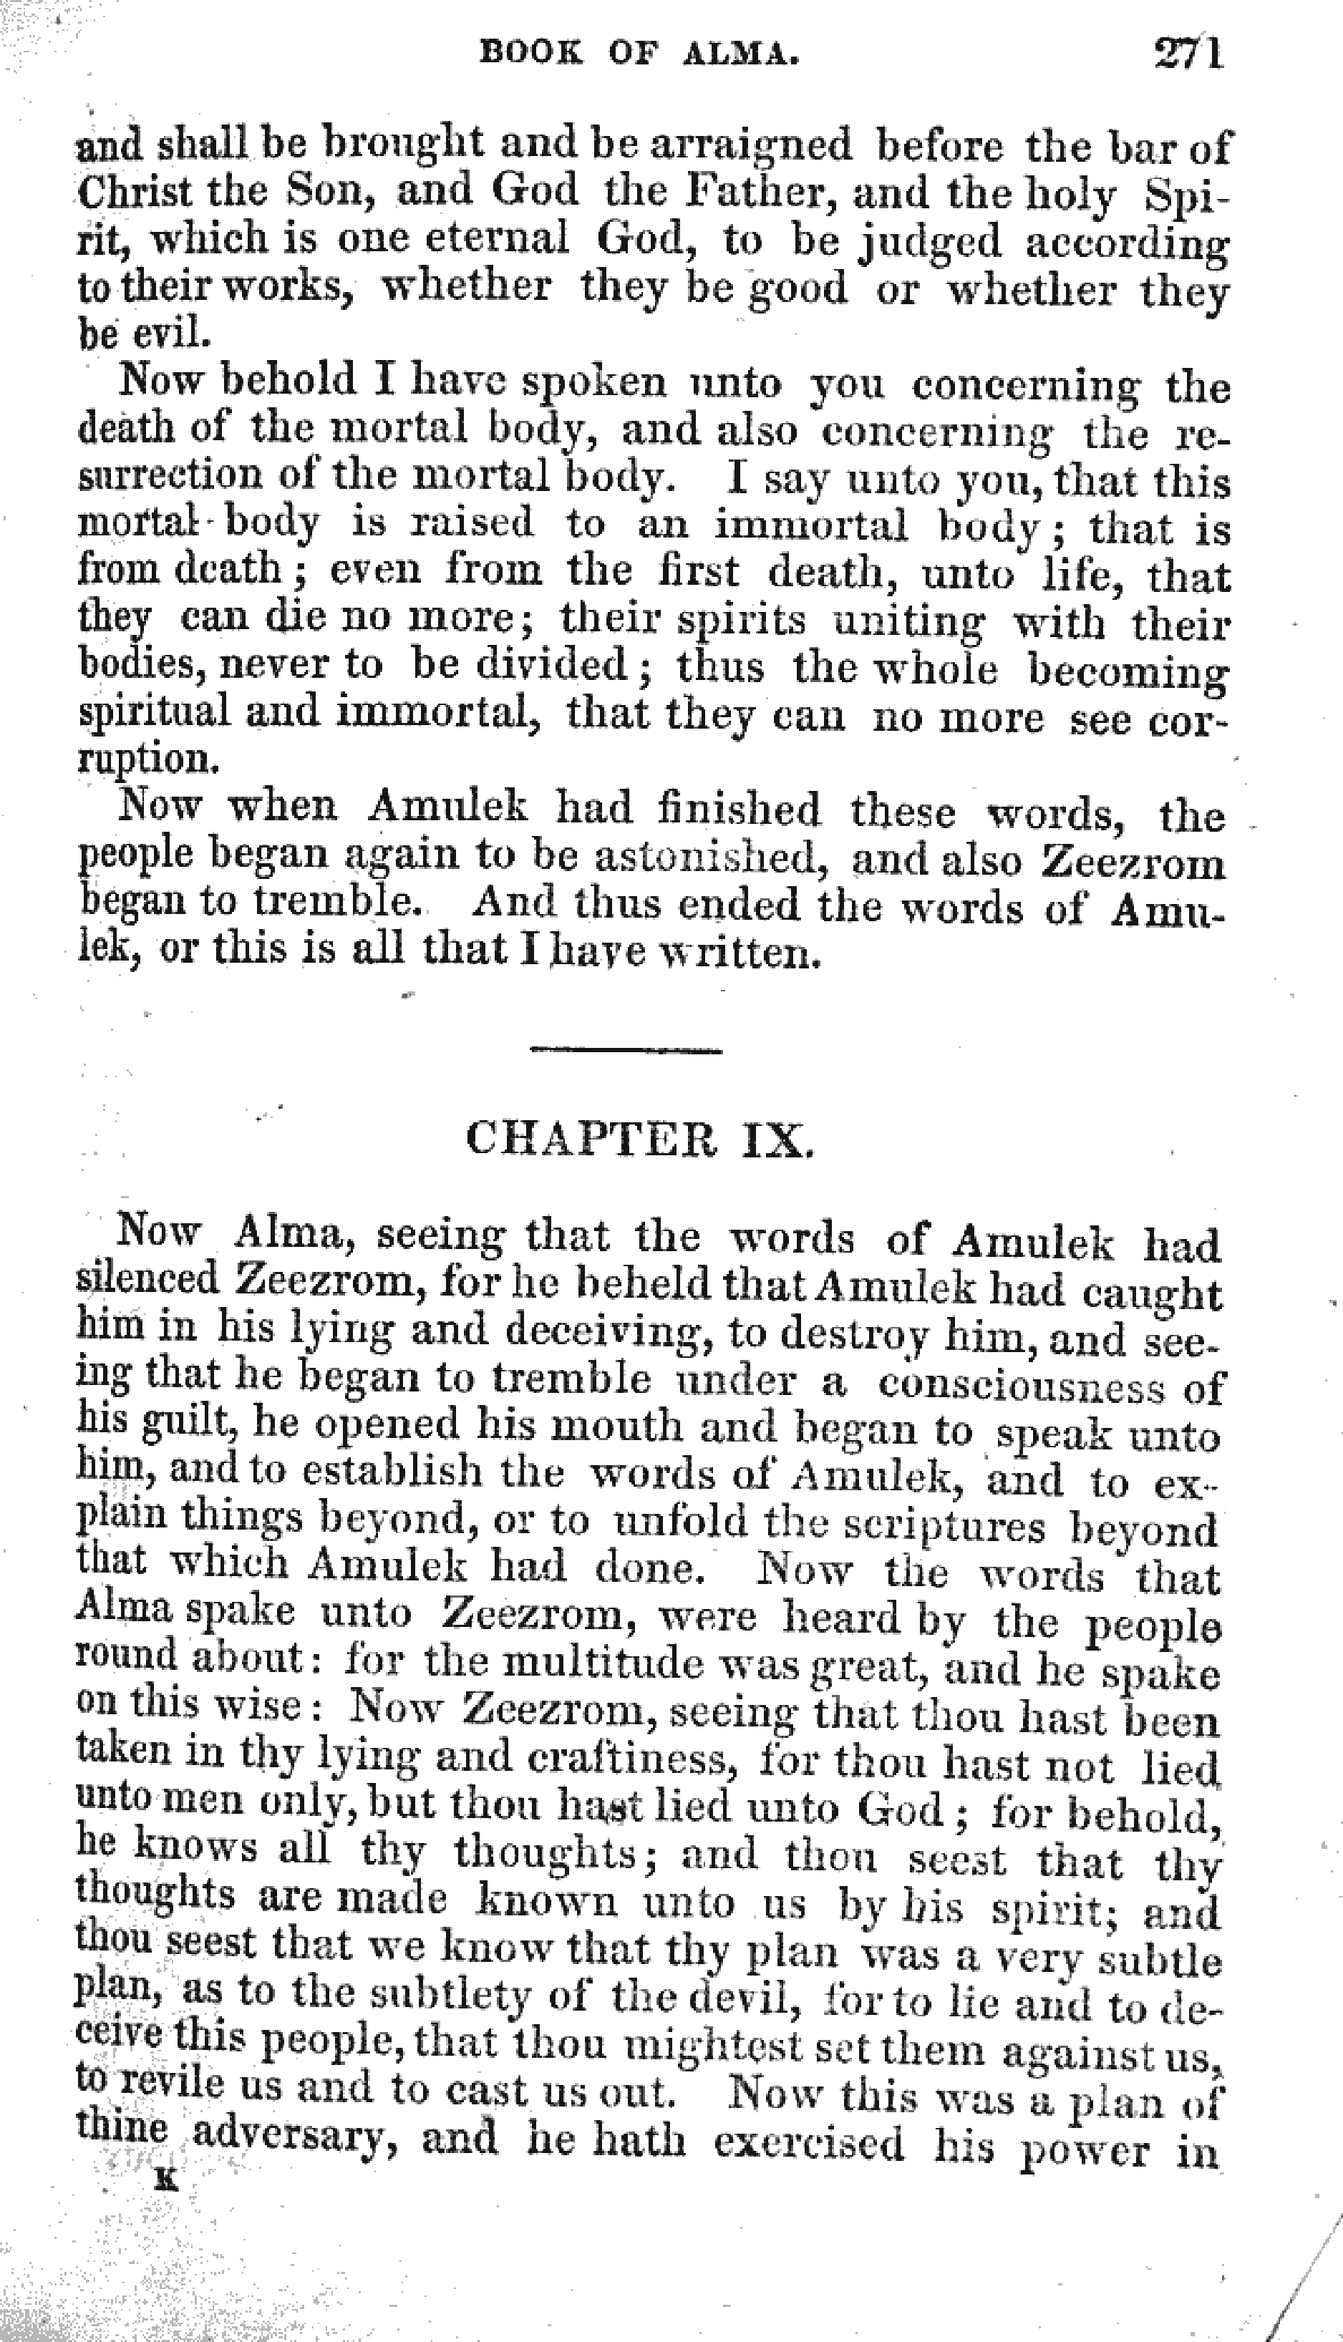 BOOK OF ALMA. 271
and shall be brought and be arraigned before the bar of
Christ the Son, and God the Father, and the holy Spi-
rit, which is one eternal God, to be judged according
to their works, whether they be good or whether they
be evil.
Now behold I have spoken unto you concerning the
death of the mortal body, and also concerning the re-
surrection of the mortal body. I say unto you, that this
mortal body is raised to an immortal body; that is
from death; even from the first death, unto life, that
they can die no more; their spirits uniting with their
bodies, never to be divided; thus the whole becoming
spiritual and immortal, that they can no more see cor-
ruption.
Now when Amulek had finished these words, the
people began again to be astonished, and also Zeezrom
began to tremble. And thus ended the words of Amu-
lek, or this is all that I have written.
CHAPTER IX.
Now Alma, seeing that the words of Amulek had
silenced Zeezrom, for he beheld that Amulek had caught
him in his lying and deceiving, to destroy him, and see-
ing that he began to tremble under a consciousness of
his guilt, he opened his mouth and began to speak unto
him, and to establish the words of Amulek, and to ex-
plain things beyond, or to unfold the scriptures beyond
that which Amulek had done. Now the words that
Alma spake unto Zeezrom, were heard by the people
round about: for the multitude was great, and he spake
on this wise: Now Zeezrom, seeing that thou hast been
taken in thy lying and craftiness, for thou hast not lied
unto men only, but thou hast lied unto God; for behold,
he knows all thy thoughts; and thou seest that thy
thoughts are made known unto us by his spirit; and
thou seest that we know that thy plan was a very subtle
plan, as to the subtlety of the devil, for to lie and to de-
ceive this people, that thou mightest set them against us,
to revile us and to cast us out. Now this was a plan of
thine adversary, and he hath exercised his power in
K